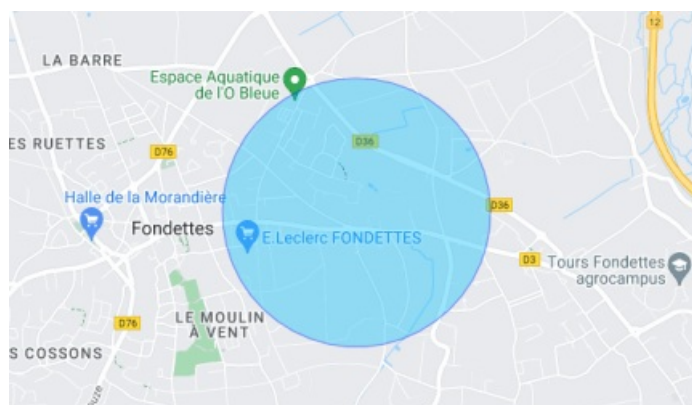 12
LA BARRE
Espace Aquatique
de l'O Bleue
ES RUETTES
D76
D36
Halle de la Morandière
D36
Fondettes
E.Leclerc FONDETTES
D3
Tours Fondettes
agrocampus
D76
LE MOULIN
À VENT
S COSSONS
ouze